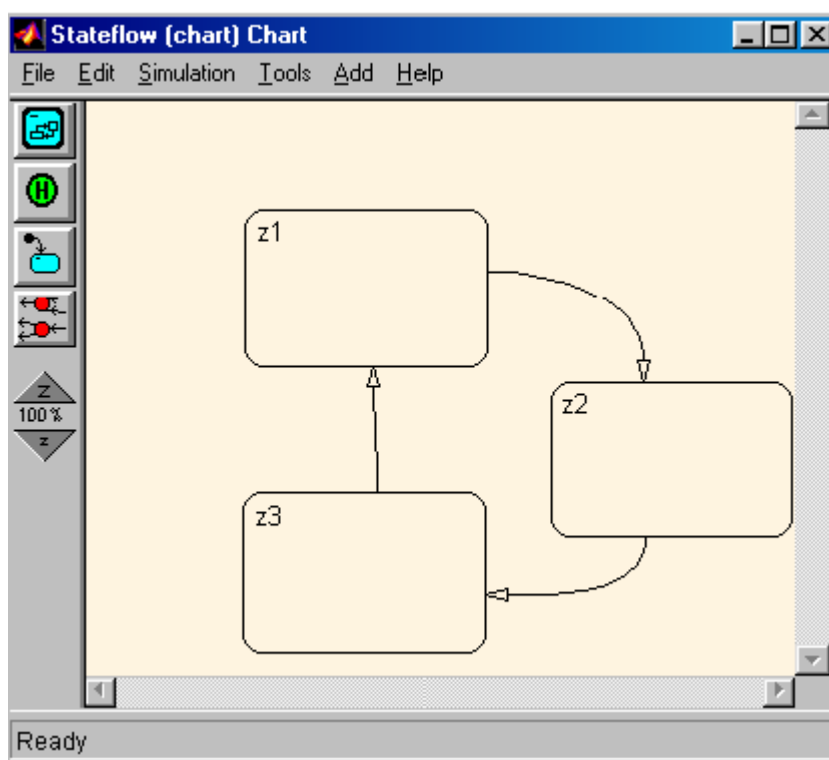 Stateflow (chart) Chart
File Edit Simulation Tools Add Help
H
z1
Z
100%
z
z2
z3
Ready